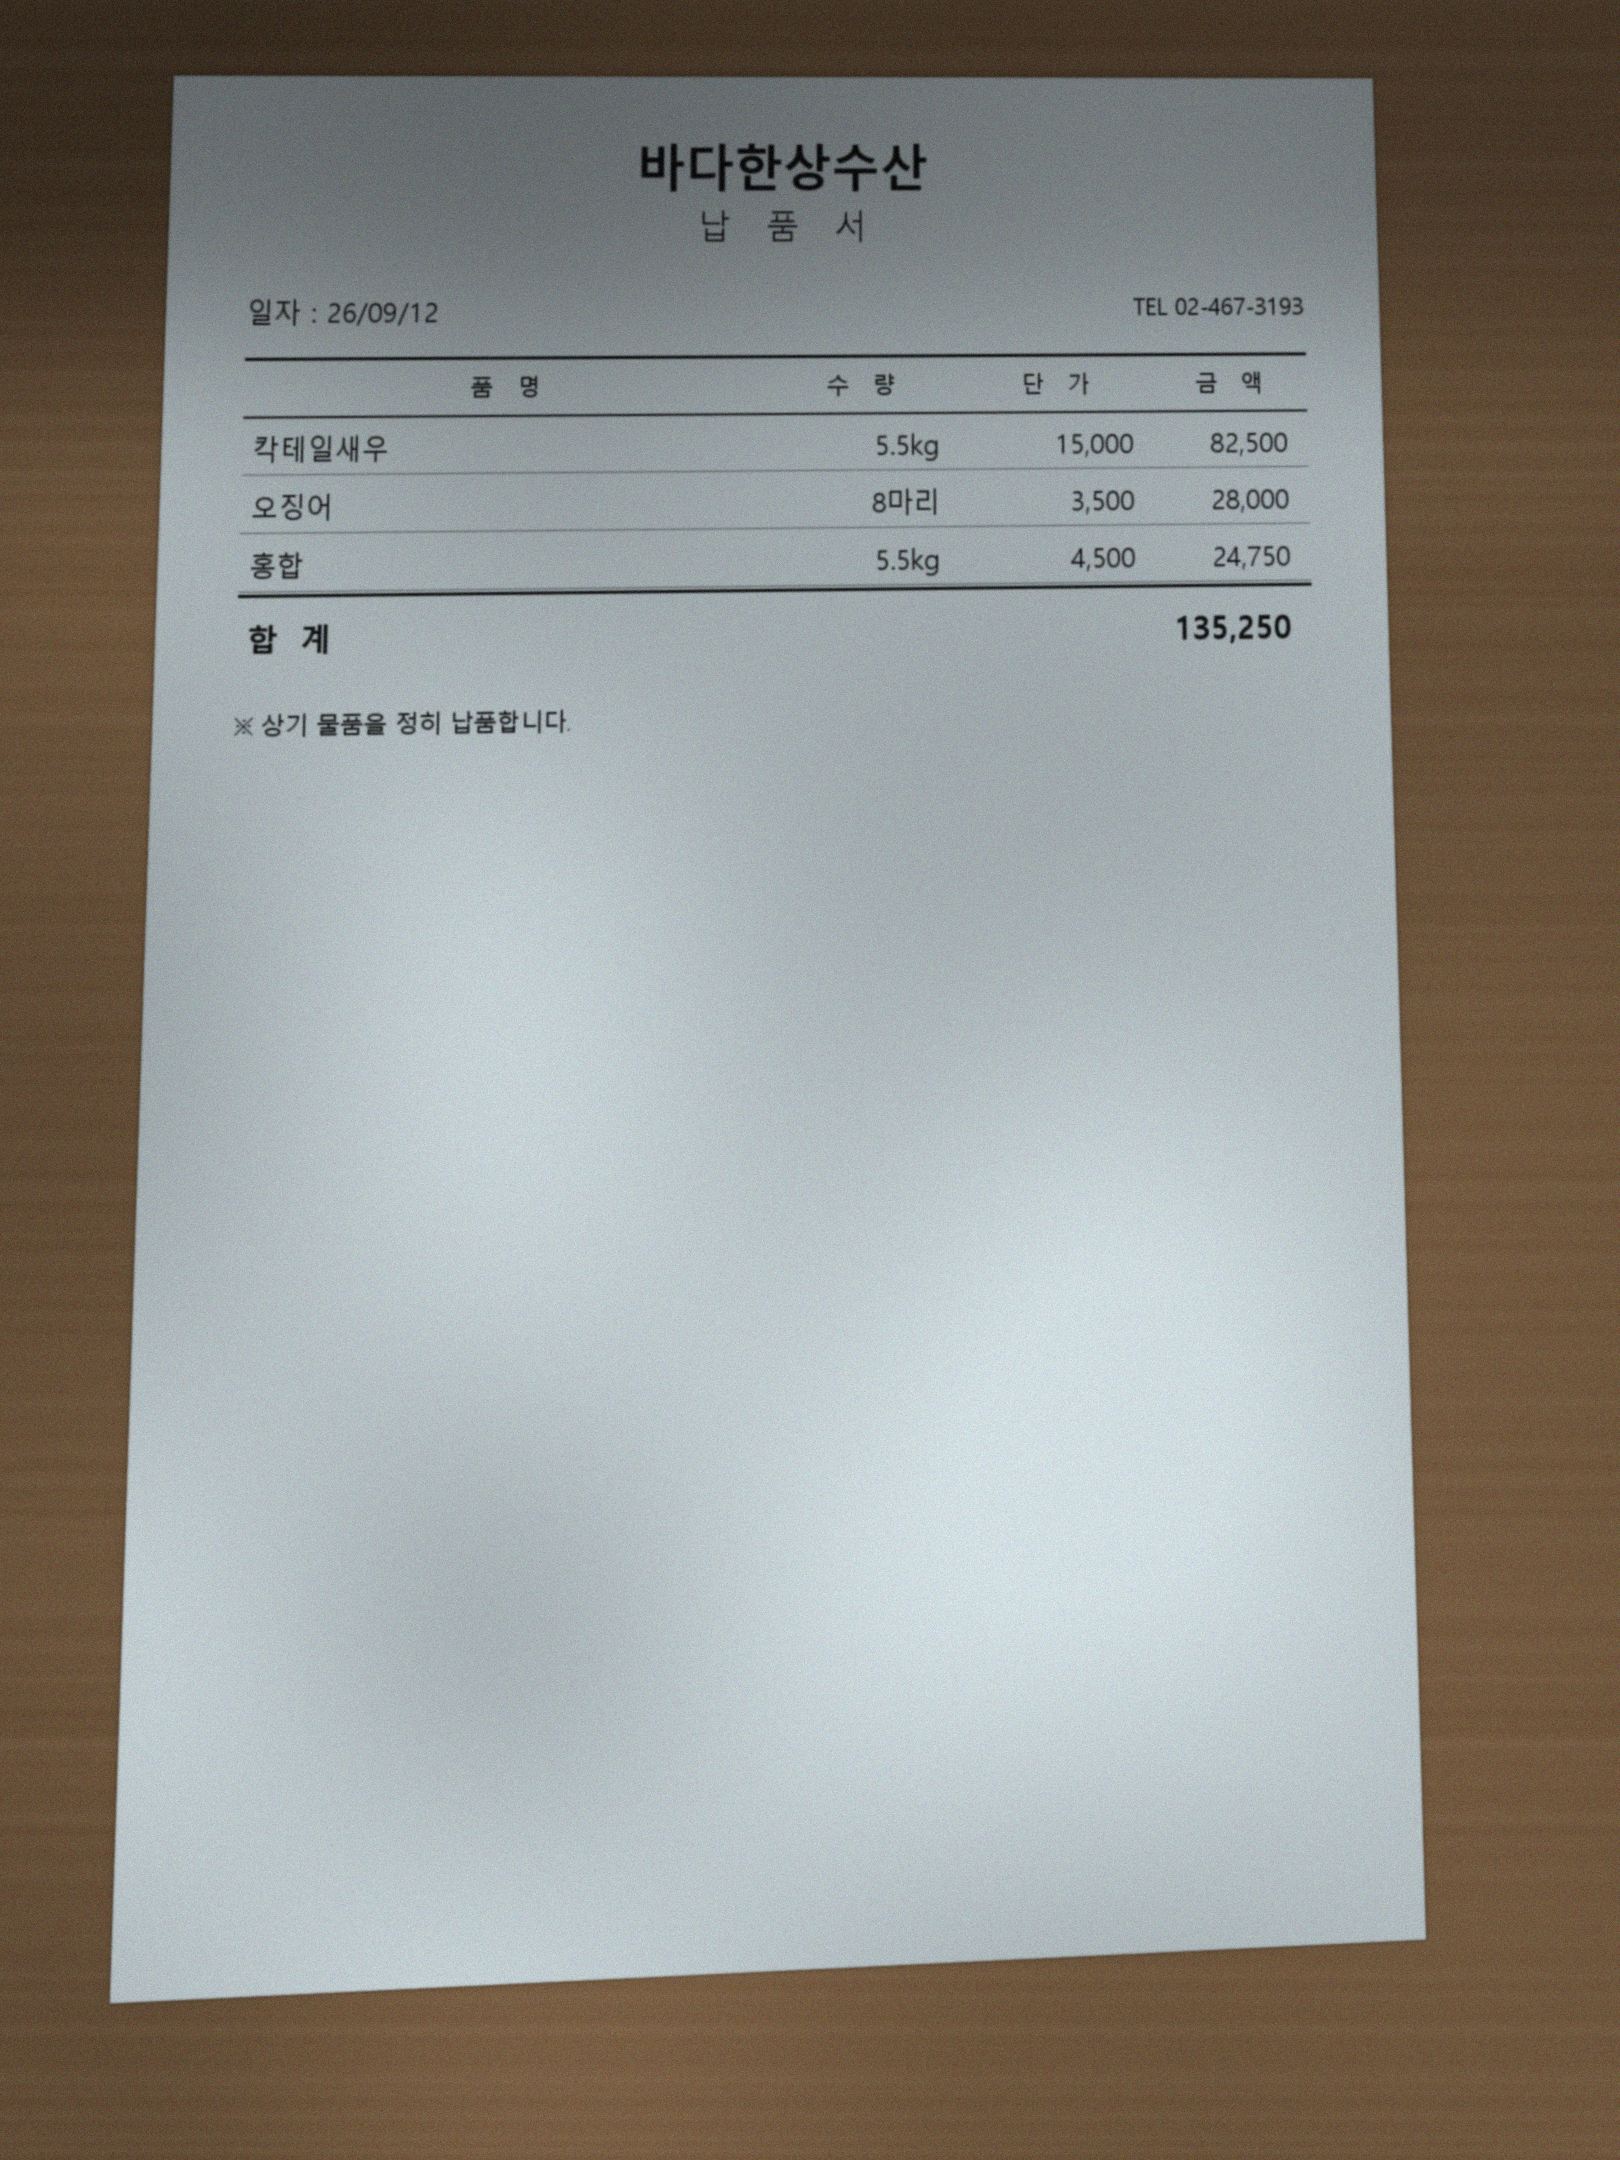 바다한상수산
납 품 서
일자 : 26/09/12 TEL 02-467-3193
품 명 수 량 단 가 금 액
칵테일새우 5.5kg 15,000 82,500
오징어 8마리 3,500 28,000
홍합 5.5kg 4,500 24,750
합 계 135,250
※ 상기 물품을 정히 납품합니다.